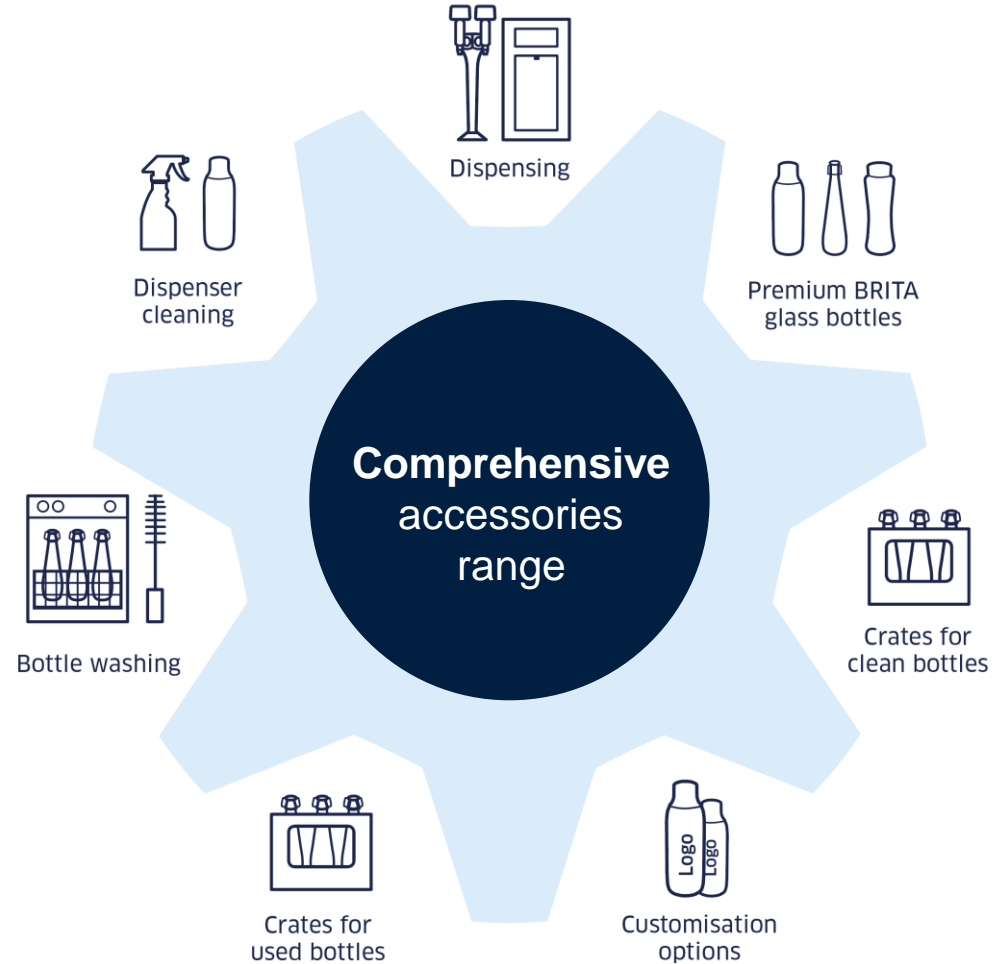 Dispensing
Dispenser
cleaning
Premium BRITA
glass bottles
Comprehensive
accessories
range
Bottle washing
Crates for
clean bottles
Logo
Logo
Crates for
used bottles
Customisation
options